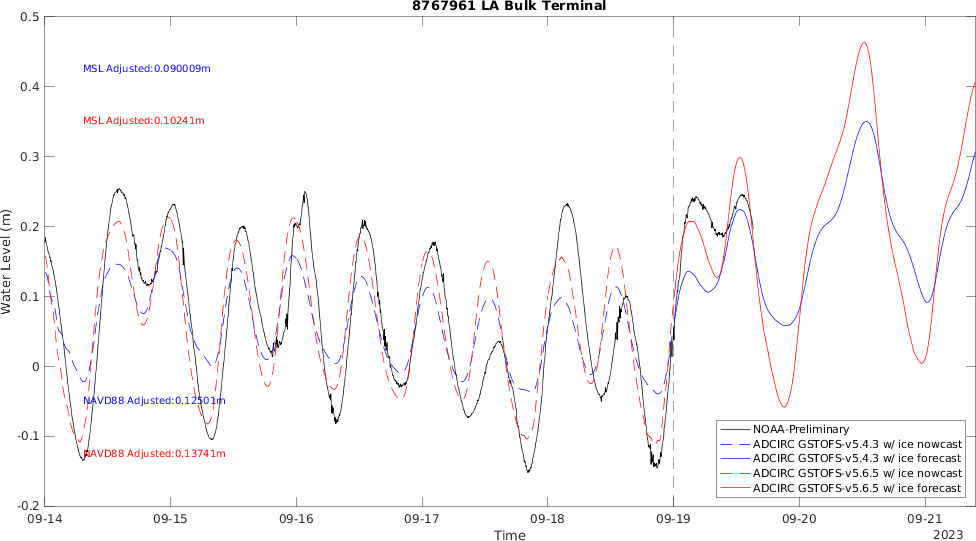 8767961 LA Bulk Terminal
0.5
0.4
0.3
0.2
0.1
0
-0.1
-0.2
Water Level (m)
MSL Adjusted:0.090009m
MSL Adjusted:0.10241m
NAVD88 Adjusted:0.12501m
NAVD88 Adjusted:0.13741m
NOAA-Preliminary
ADCIRC GSTOFS-v5.4.3 w/ ice nowcast
ADCIRC GSTOFS-v5.4.3 w/ ice forecast
ADCIRC GSTOFS-v5.6.5 w/ ice nowcast
ADCIRC GSTOFS-v5.6.5 w/ ice forecast
09-14 09-15 09-16 09-17 09-18 09-19 09-20 09-21
Time
2023